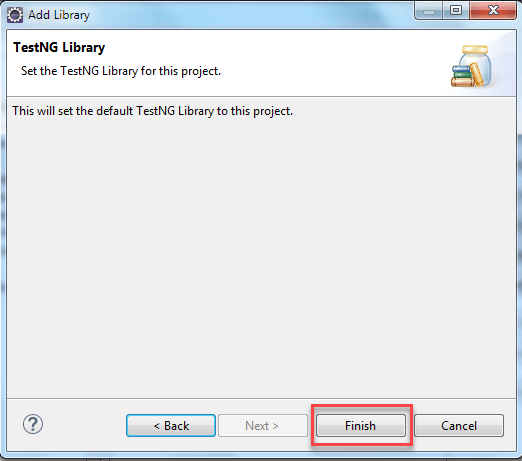 Add Library
TestNG Library
Set the TestNG Library for this project.
This will set the default TestNG Library to this project.
?
< Back
Next >
Finish
Cancel